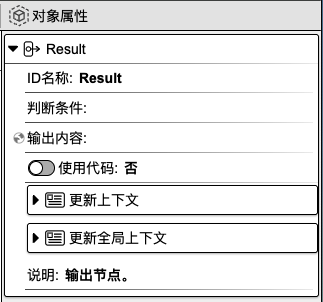 对象属性
Result
ID名称: Result
判断条件:
输出内容:
使用代码: 否
更新上下文
更新全局上下文
说明: 输出节点。